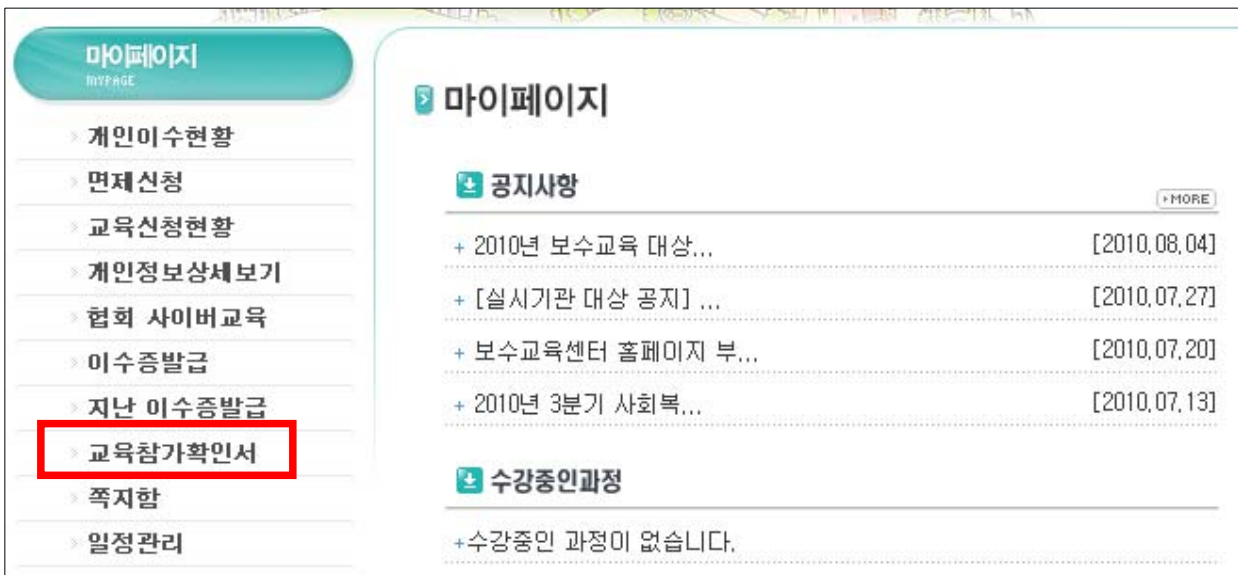 마이페이지
MYPAGE
개인이수현황
면제신청
교육신청현황
개인정보상세보기
협회 사이버교육
이수증발급
지난 이수증발급
교육참가확인서
쪽지함
일정관리
마이페이지
공지사항
MORE
+ 2010년 보수교육 대상... [2010.08.04]
+ [실시기관 대상 공지] ... [2010.07.27]
+ 보수교육센터 홈페이지 부... [2010.07.20]
+ 2010년 3분기 사회복... [2010.07.13]
수강중인과정
+수강중인 과정이 없습니다.